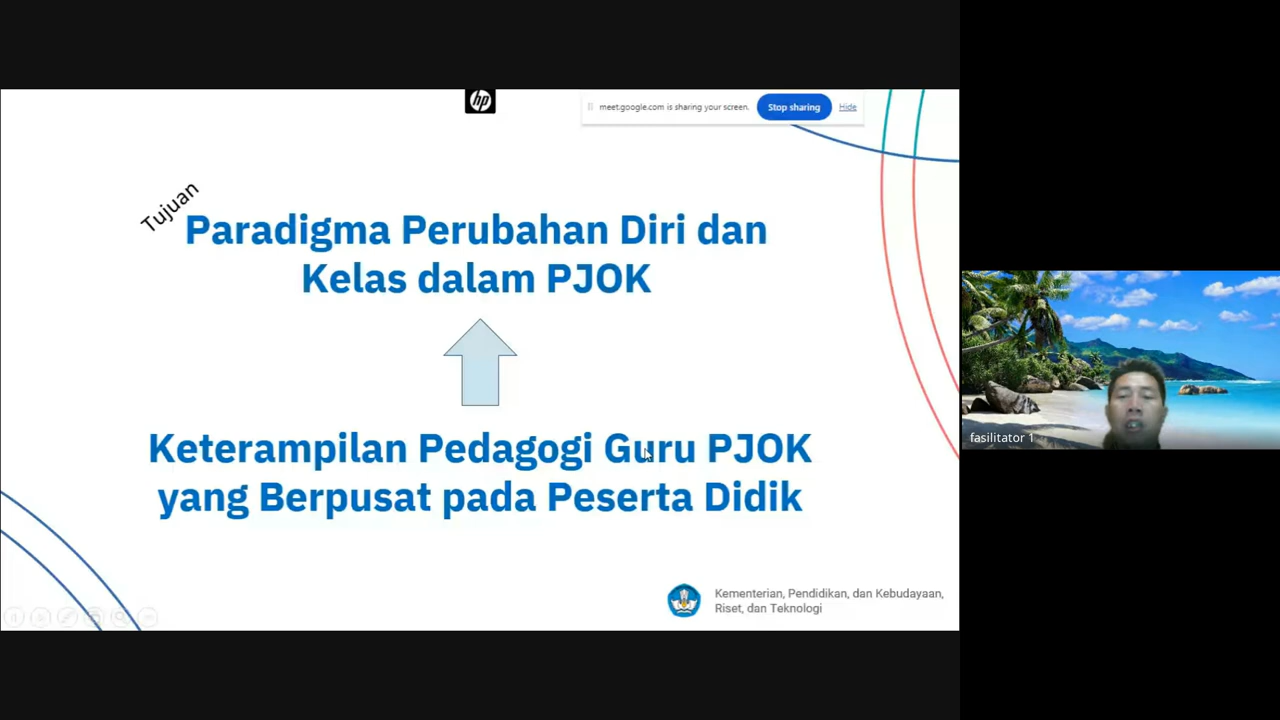 hp
meet.google.com is sharing your screen.
Stop sharing
Hide
Tujuan
Paradigma Perubahan Diri dan
Kelas dalam PJOK
Keterampilan Pedagogi Guru PJOK
yang Berpusat pada Peserta Didik
Kementerian, Pendidikan, dan Kebudayaan,
Riset, dan Teknologi
fasilitator 1